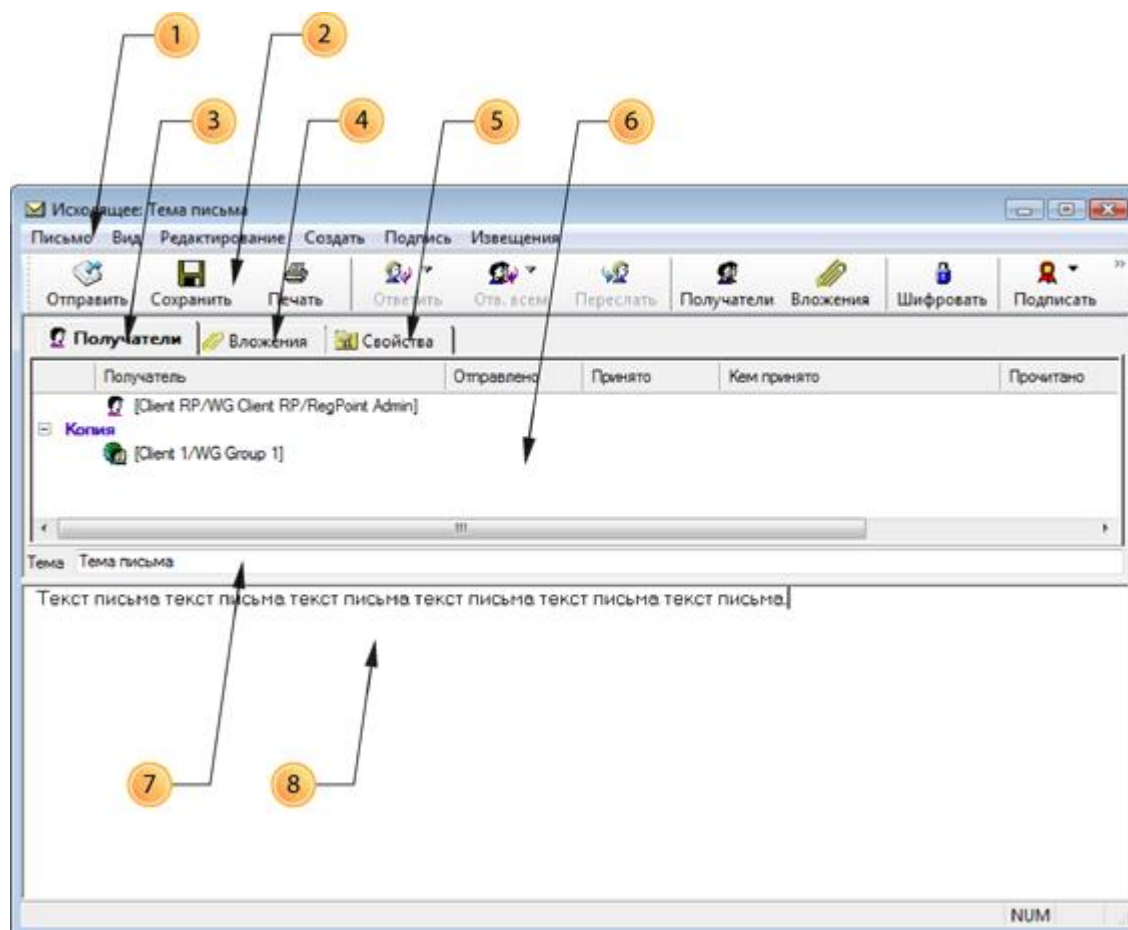 1 2
3 4 5 6
Исходящее: Тема письма
Письмо Вид Редактирование Создать Подпись Извещения
Отправить Сохранить Печать Ответить Отв. всем Переслать Получатели Вложения Шифровать Подписать
Получатели Вложения Свойства
Получатель Отправлено Принято Кем принято Прочитано
[Client RP/WG Client RP/RegPoint Admin]
Копия
[Client 1/WG Group 1]
Тема Тема письма
Текст письма текст письма текст письма текст письма текст письма текст письма.
7 8
NUM